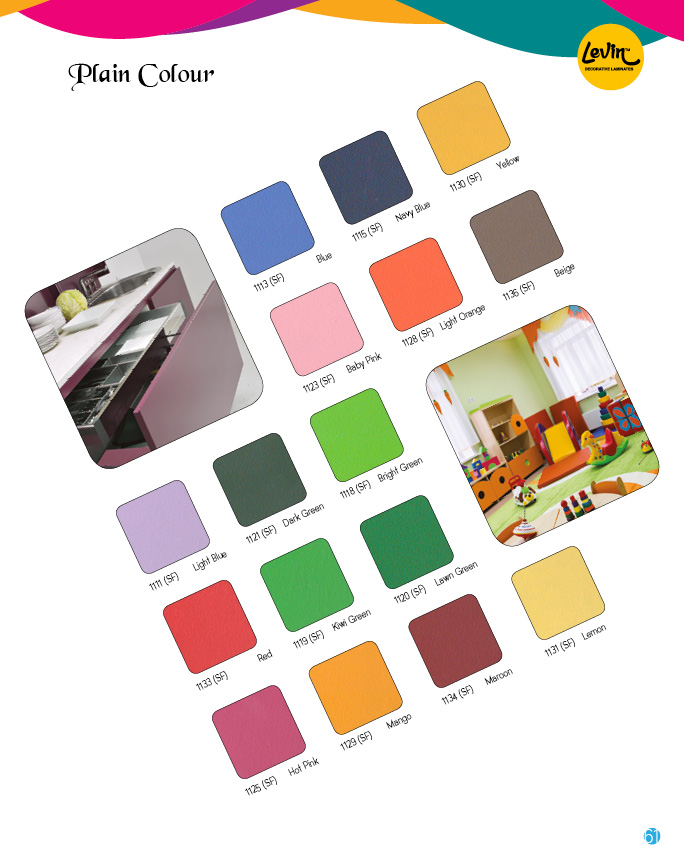 Levin™
DECORATIVE LAMINATES
Plain Colour
1130 (SF) Yellow
1115 (SF) Navy Blue
1113 (SF) Blue
1136 (SF) Beige
1128 (SF) Light Orange
1123 (SF) Baby Pink
1118 (SF) Bright Green
1121 (SF) Dark Green
1111 (SF) Light Blue
1120 (SF) Lawn Green
1119 (SF) Kiwi Green
1133 (SF) Red
1131 (SF) Lemon
1134 (SF) Maroon
1129 (SF) Mango
1125 (SF) Hot Pink
61